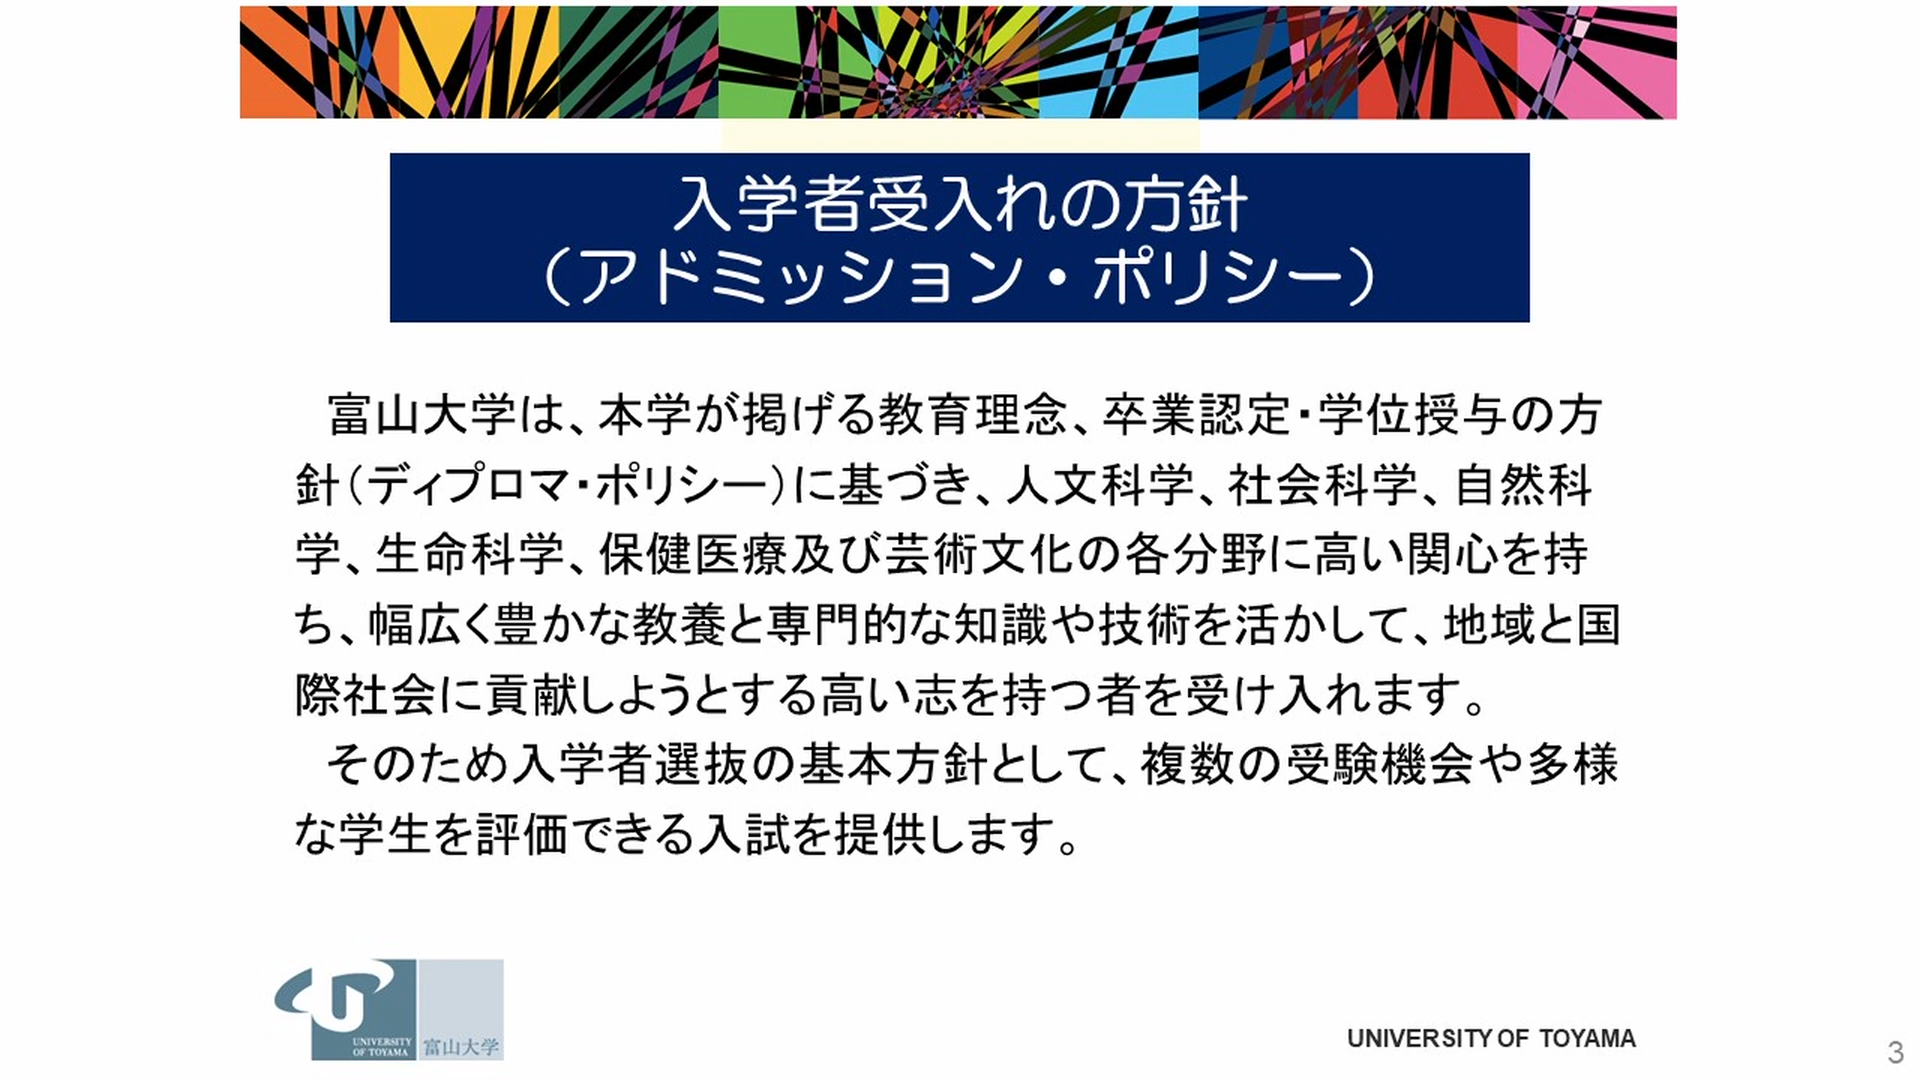 入学者受入れの方針
（アドミッション・ポリシー）
富山大学は、本学が掲げる教育理念、卒業認定・学位授与の方
針（ディプロマ・ポリシー）に基づき、人文科学、社会科学、自然科
学、生命科学、保健医療及び芸術文化の各分野に高い関心を持
ち、幅広く豊かな教養と専門的な知識や技術を活かして、地域と国
際社会に貢献しようとする高い志を持つ者を受け入れます。
そのため入学者選抜の基本方針として、複数の受験機会や多様
な学生を評価できる入試を提供します。
UNIVERSITY
OF TOYAMA
富山大学
UNIVERSITY OF TOYAMA
3